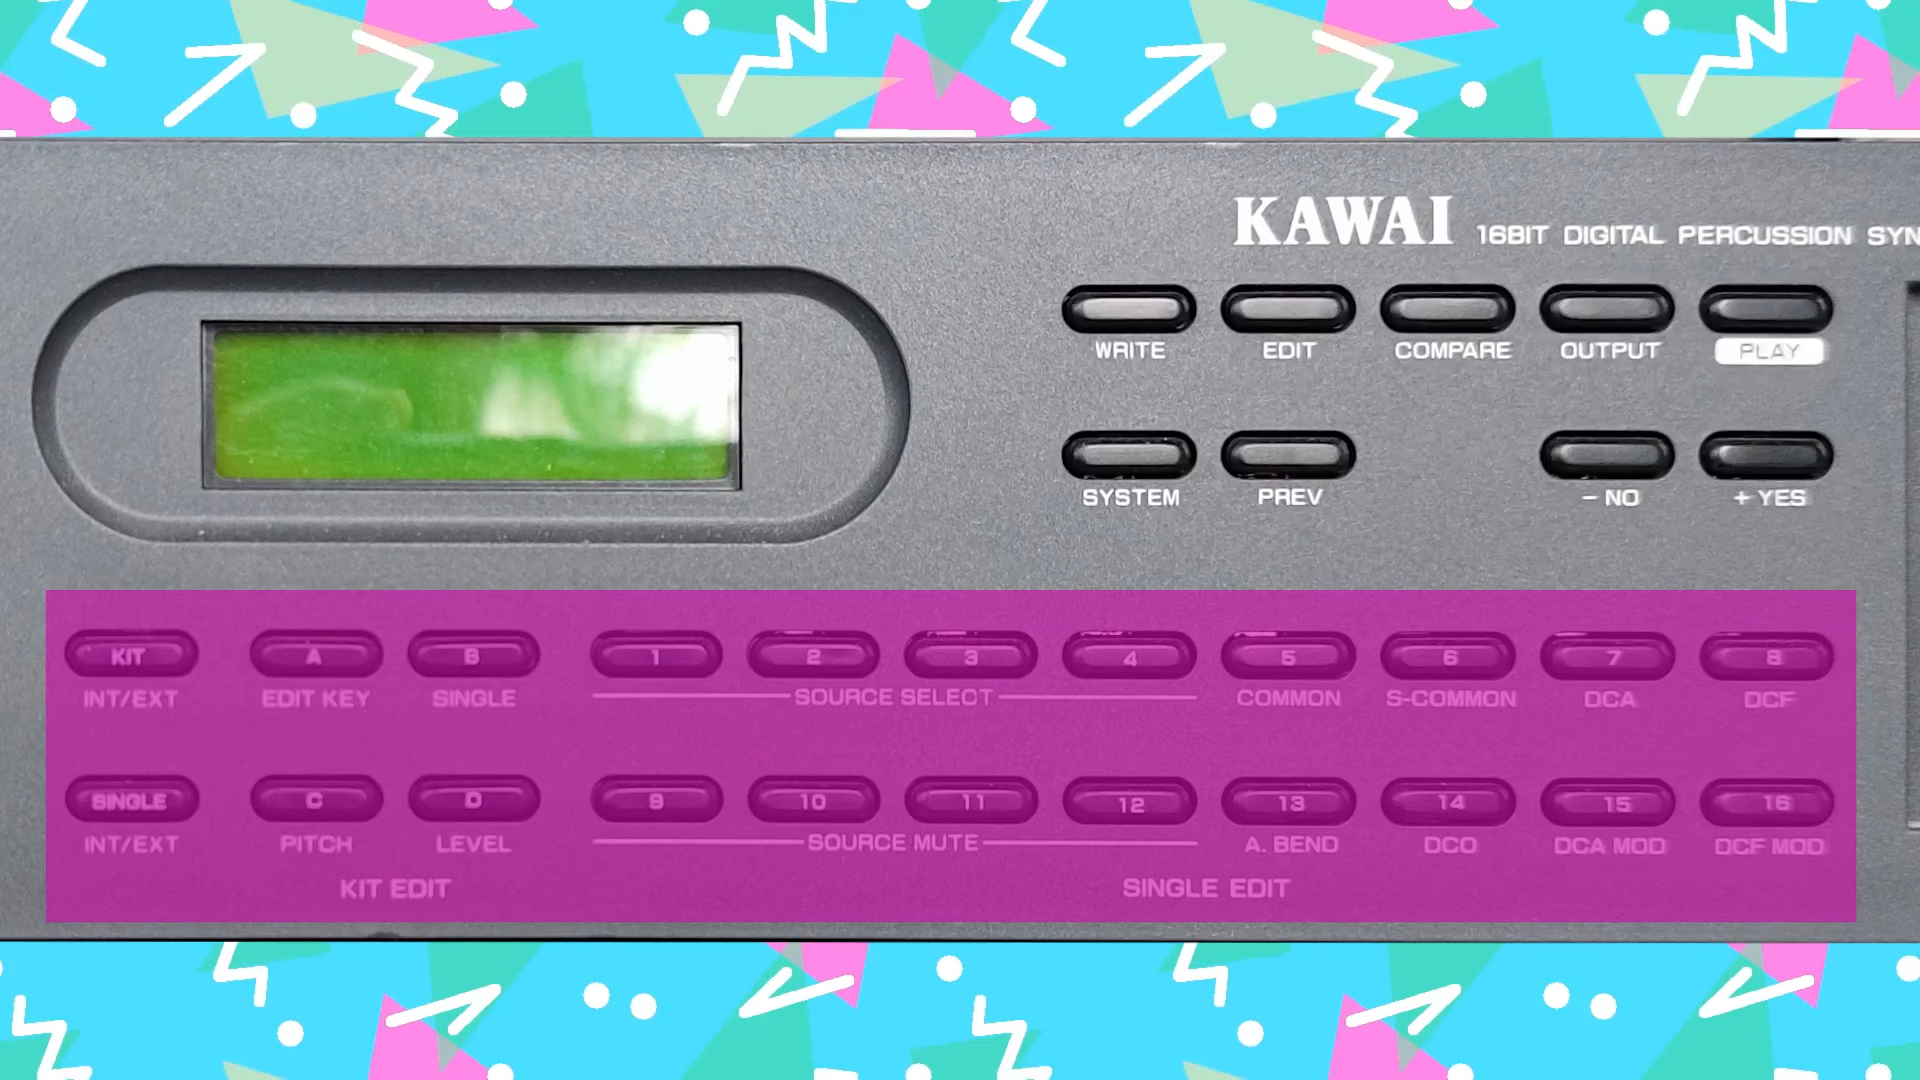 KAWAI 16BIT DIGITAL PERCUSSION SYN
WRITE EDIT COMPARE OUTPUT PLAY
SYSTEM PREV – NO + YES
KIT A B 1 2 3 4 5 6 7 8
INT/EXT EDIT KEY SINGLE SOURCE SELECT COMMON S-COMMON DCA DCF
SINGLE C D 9 10 11 12 13 14 15 16
INT/EXT PITCH LEVEL SOURCE MUTE A. BEND DCO DCA MOD DCF MOD
KIT EDIT SINGLE EDIT